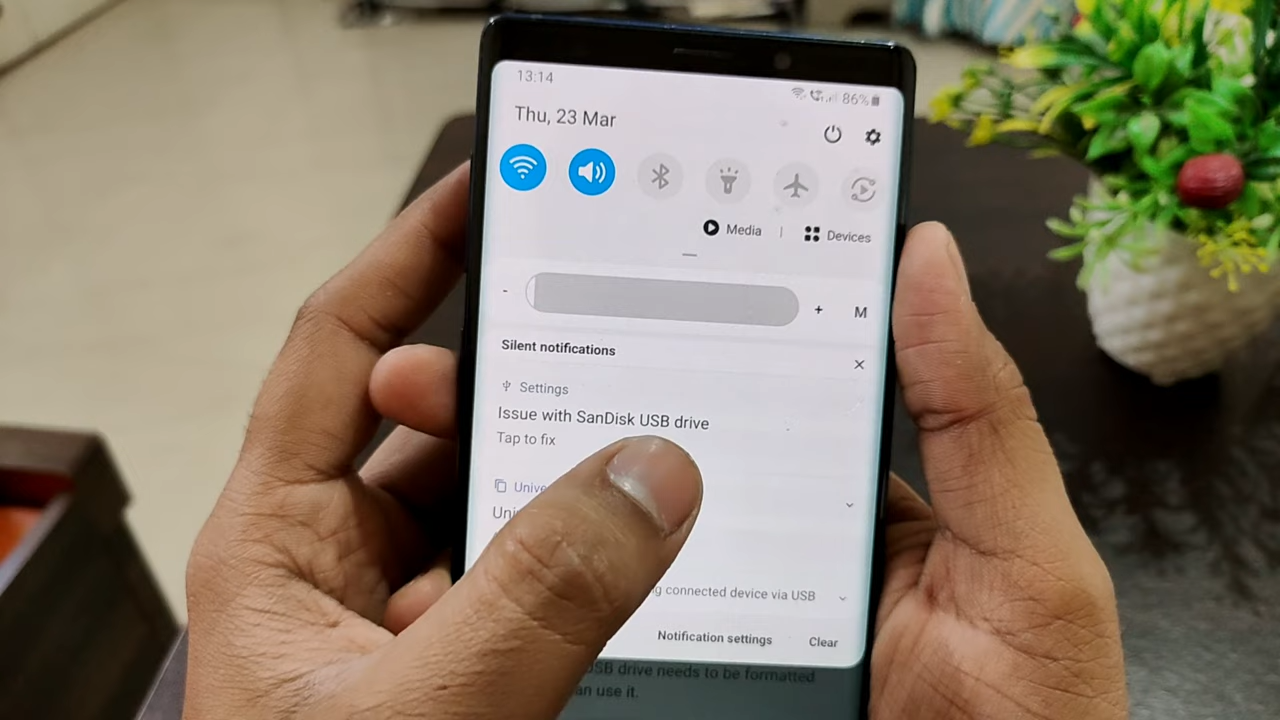 13:14
86%
Thu, 23 Mar
Media | Devices
- + M
Silent notifications
Settings
Issue with SanDisk USB drive
Tap to fix
connected device via USB
Notification settings Clear
USB drive needs to be formatted
use it.